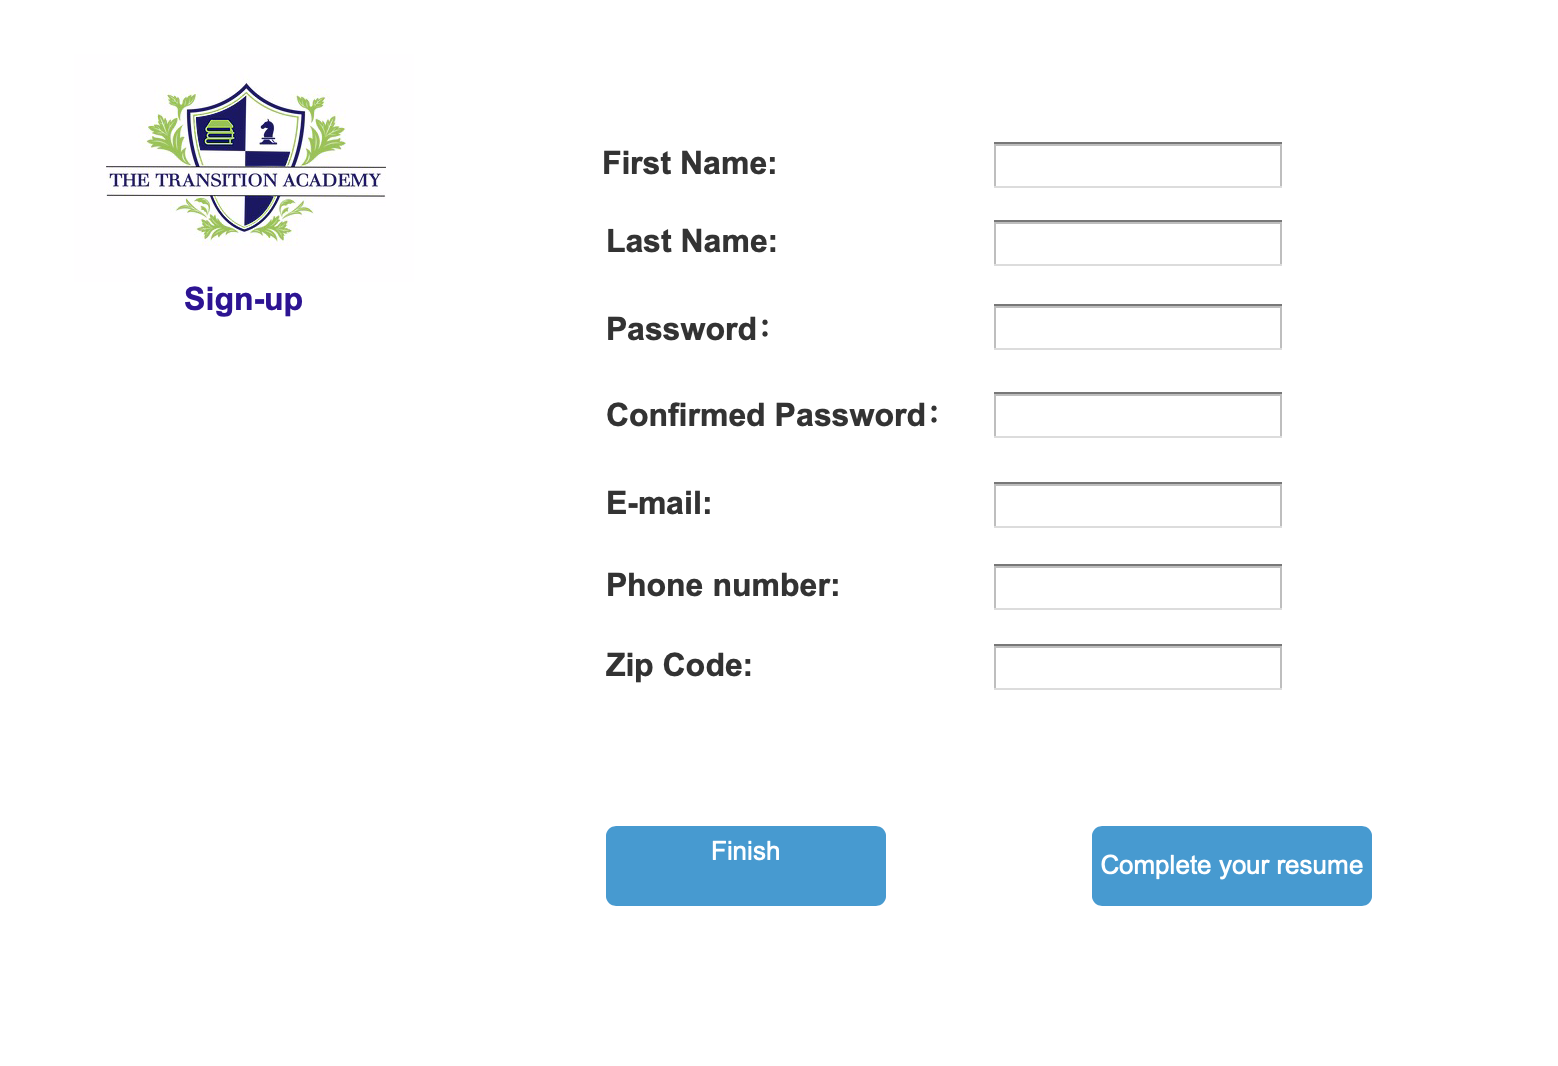 THE TRANSITION ACADEMY
Sign-up
First Name:
Last Name:
Password：
Confirmed Password：
E-mail:
Phone number:
Zip Code:
Finish
Complete your resume